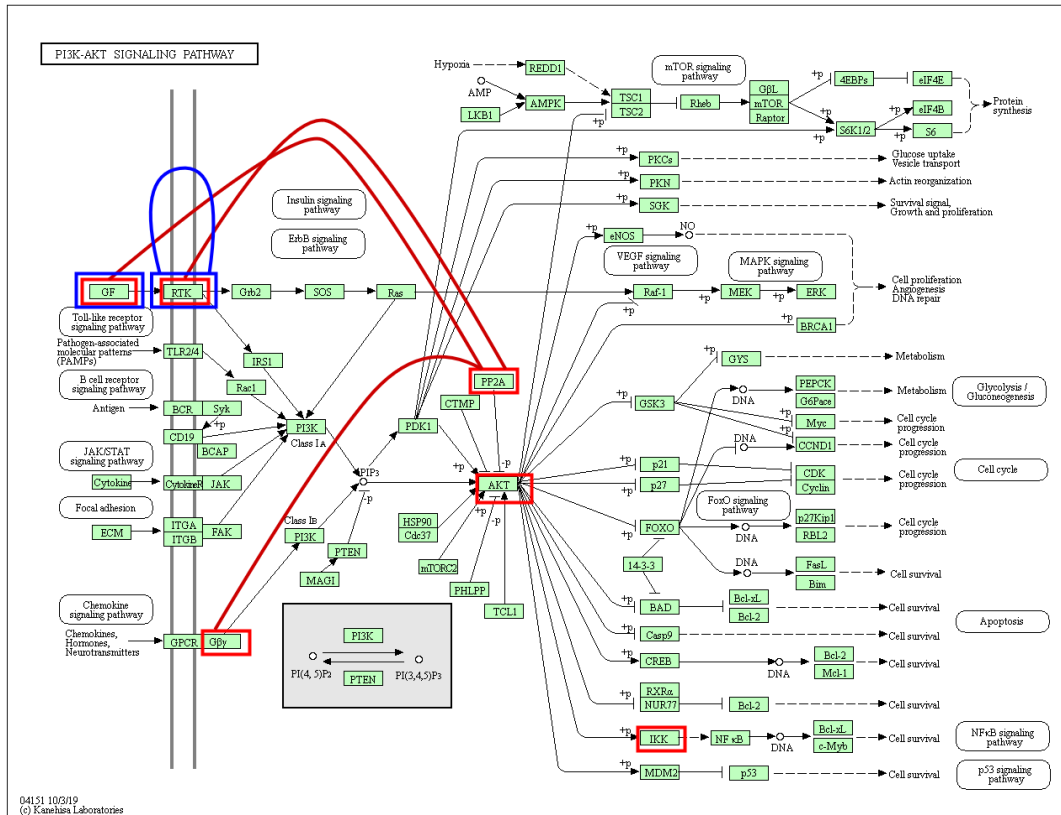 PI3K-AKT SIGNALING PATHWAY
Hypoxia
REDD1
AMP
LKB1
AMPK
TSC1
TSC2
+p
mTOR signaling
pathway
Rheb
GβL
mTOR
Raptor
+p
4EBPs
eIF4E
+p
S6K1/2
+p
eIF4B
+p
S6
Protein
synthesis
+p
PKCs
Glucose uptake
Vesicle transport
+p
PKN
Actin reorganization
+p
SGK
Survival signal,
Growth and proliferation
Insulin signaling
pathway
ErbB signaling
pathway
+p
eNOS
NO
VEGF signaling
pathway
MAPK signaling
pathway
GF
RTK
Grb2
SOS
Ras
Raf-1
+p
MEK
+p
ERK
Cell proliferation
Angiogenesis
DNA repair
+p
+p
BRCA1
Toll-like receptor
signaling pathway
Pathogen-associated
molecular patterns
(PAMPs)
TLR2/4
IRS1
Rac1
B cell receptor
signaling pathway
Antigen
BCR
Syk
+p
CD19
BCAP
PI3K
Class IA
PP2A
CTMP
PDK1
+p
GYS
Metabolism
+p
GSK3
DNA
PEPCK
G6Pace
Metabolism
Glycolysis /
Gluconeogenesis
+p
Myc
Cell cycle
progression
+p
DNA
CCND1
Cell cycle
progression
JAK/STAT
signaling pathway
Cytokine
CytokineR
JAK
PIP3
-p
+p
-p
AKT
+p
-p
+p
p21
+p
p27
CDK
Cyclin
Cell cycle
progression
Cell cycle
Focal adhesion
ECM
ITGA
ITGB
FAK
Class IB
PI3K
PTEN
MAGI
HSP90
Cdc37
mTORC2
PHLPP
TCL1
FoxO signaling
pathway
+p
FOXO
DNA
p27Kip1
RBL2
Cell cycle
progression
14-3-3
DNA
FasL
Bim
Cell survival
+p
BAD
Bcl-xL
Bcl-2
Cell survival
Apoptosis
+p
Casp9
Cell survival
Chemokine
signaling pathway
Chemokines,
Hormones,
Neurotransmitters
GPCR
Gβγ
PI3K
PI(4, 5)P2
PI(3,4,5)P3
PTEN
+p
CREB
DNA
Bcl-2
Mcl-1
Cell survival
+p
RXRα
NUR77
Bcl-2
Cell survival
+p
IKK
NFκB
DNA
Bcl-xL
c-Myb
Cell survival
NFκB signaling
pathway
+p
MDM2
p53
Cell survival
p53 signaling
pathway
04151 10/3/19
(c) Kanehisa Laboratories